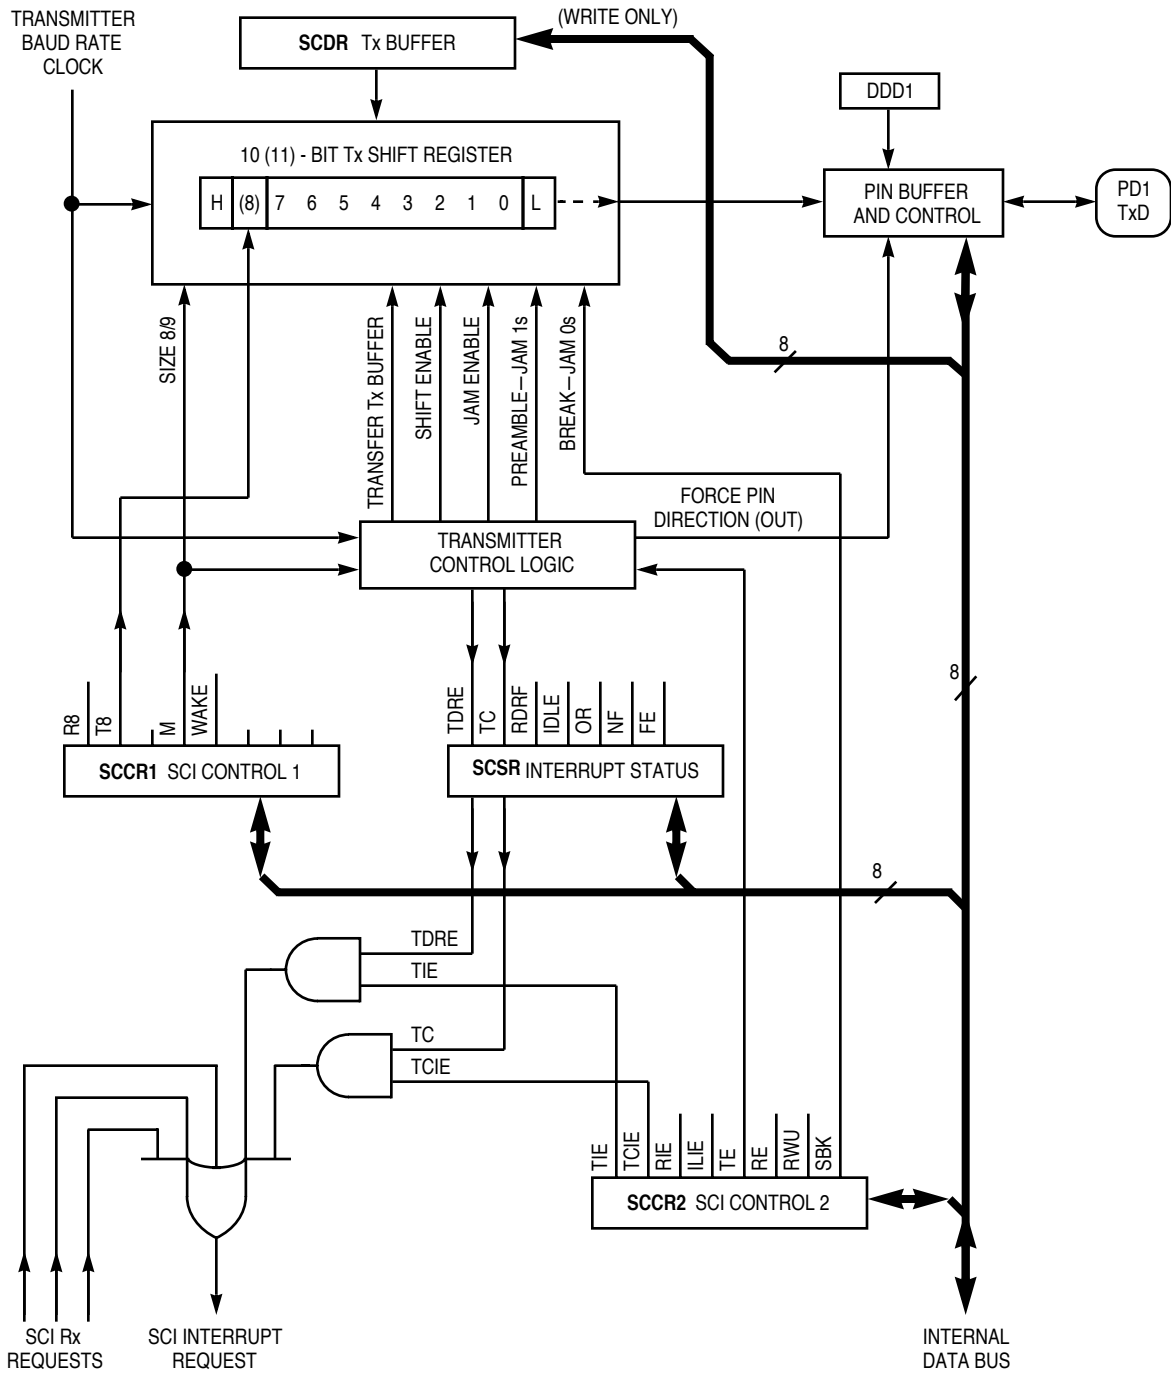 TRANSMITTER
BAUD RATE
CLOCK
(WRITE ONLY)
SCDR Tx BUFFER
DDD1
10 (11) - BIT Tx SHIFT REGISTER
H (8) 7 6 5 4 3 2 1 0 L
PIN BUFFER
AND CONTROL
PD1
TxD
SIZE 8/9
TRANSFER Tx BUFFER
SHIFT ENABLE
JAM ENABLE
PREAMBLE—JAM 1s
BREAK—JAM 0s
8
FORCE PIN
DIRECTION (OUT)
TRANSMITTER
CONTROL LOGIC
8
R8
T8
M
WAKE
TDRE
TC
RDRF
IDLE
OR
NF
FE
SCCR1 SCI CONTROL 1
SCSR INTERRUPT STATUS
8
TDRE
TIE
TC
TCIE
TIE
TCIE
RIE
ILIE
TE
RE
RWU
SBK
SCCR2 SCI CONTROL 2
SCI Rx
REQUESTS
SCI INTERRUPT
REQUEST
INTERNAL
DATA BUS